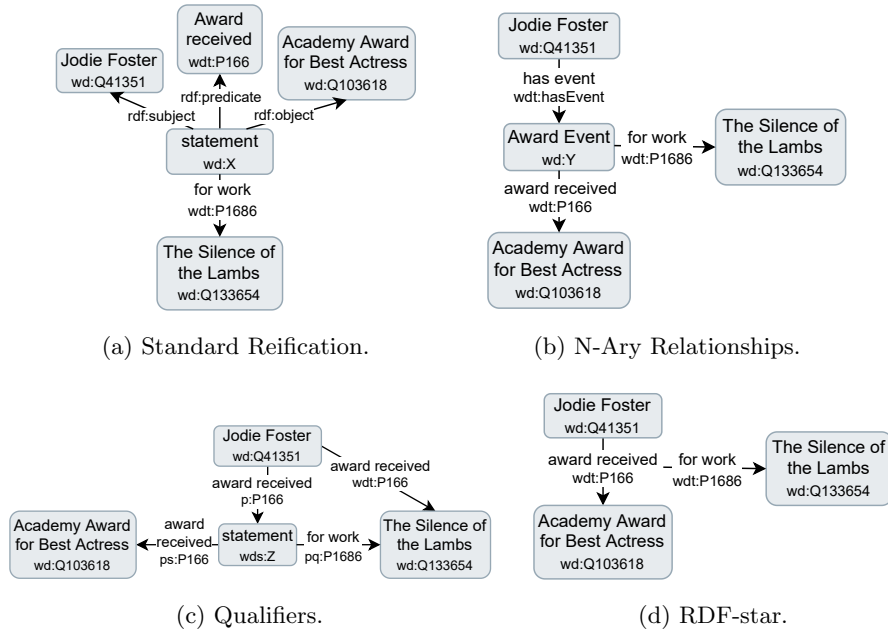 Award
received
wdt:P166
Jodie Foster
wd:Q41351
Academy Award
for Best Actress
wd:Q103618
rdf:predicate
rdf:subject
rdf:object
statement
wd:X
for work
wdt:P1686
The Silence of
the Lambs
wd:Q133654
(a) Standard Reification.
Jodie Foster
wd:Q41351
has event
wdt:hasEvent
Award Event
wd:Y
for work
wdt:P1686
The Silence of
the Lambs
wd:Q133654
award received
wdt:P166
Academy Award
for Best Actress
wd:Q103618
(b) N-Ary Relationships.
Jodie Foster
wd:Q41351
award received
wdt:P166
award received
p:P166
Academy Award
for Best Actress
wd:Q103618
award
received
ps:P166
statement
wds:Z
for work
pq:P1686
The Silence of
the Lambs
wd:Q133654
(c) Qualifiers.
Jodie Foster
wd:Q41351
award received
wdt:P166
for work
wdt:P1686
The Silence of
the Lambs
wd:Q133654
Academy Award
for Best Actress
wd:Q103618
(d) RDF-star.